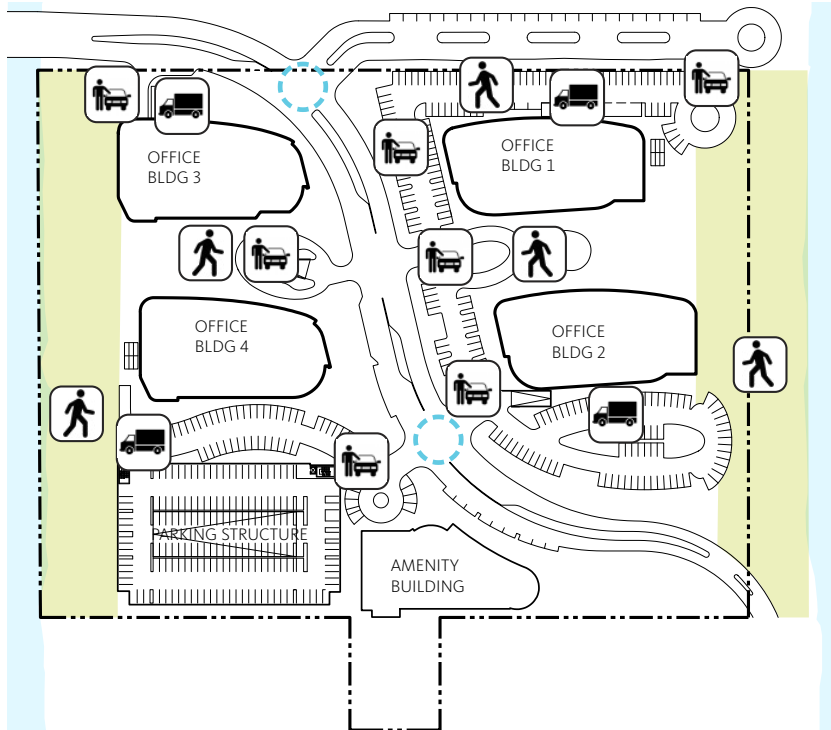 OFFICE
BLDG 3
OFFICE
BLDG 1
OFFICE
BLDG 4
OFFICE
BLDG 2
PARKING STRUCTURE
AMENITY
BUILDING